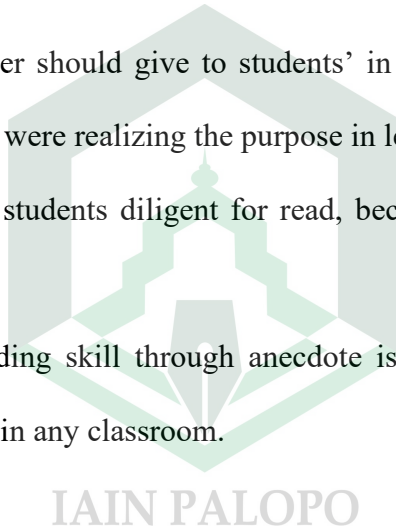 er should give to students’ in
were realizing the purpose in l
students diligent for read, bec
ding skill through anecdote is
in any classroom.
IAIN PALOPO